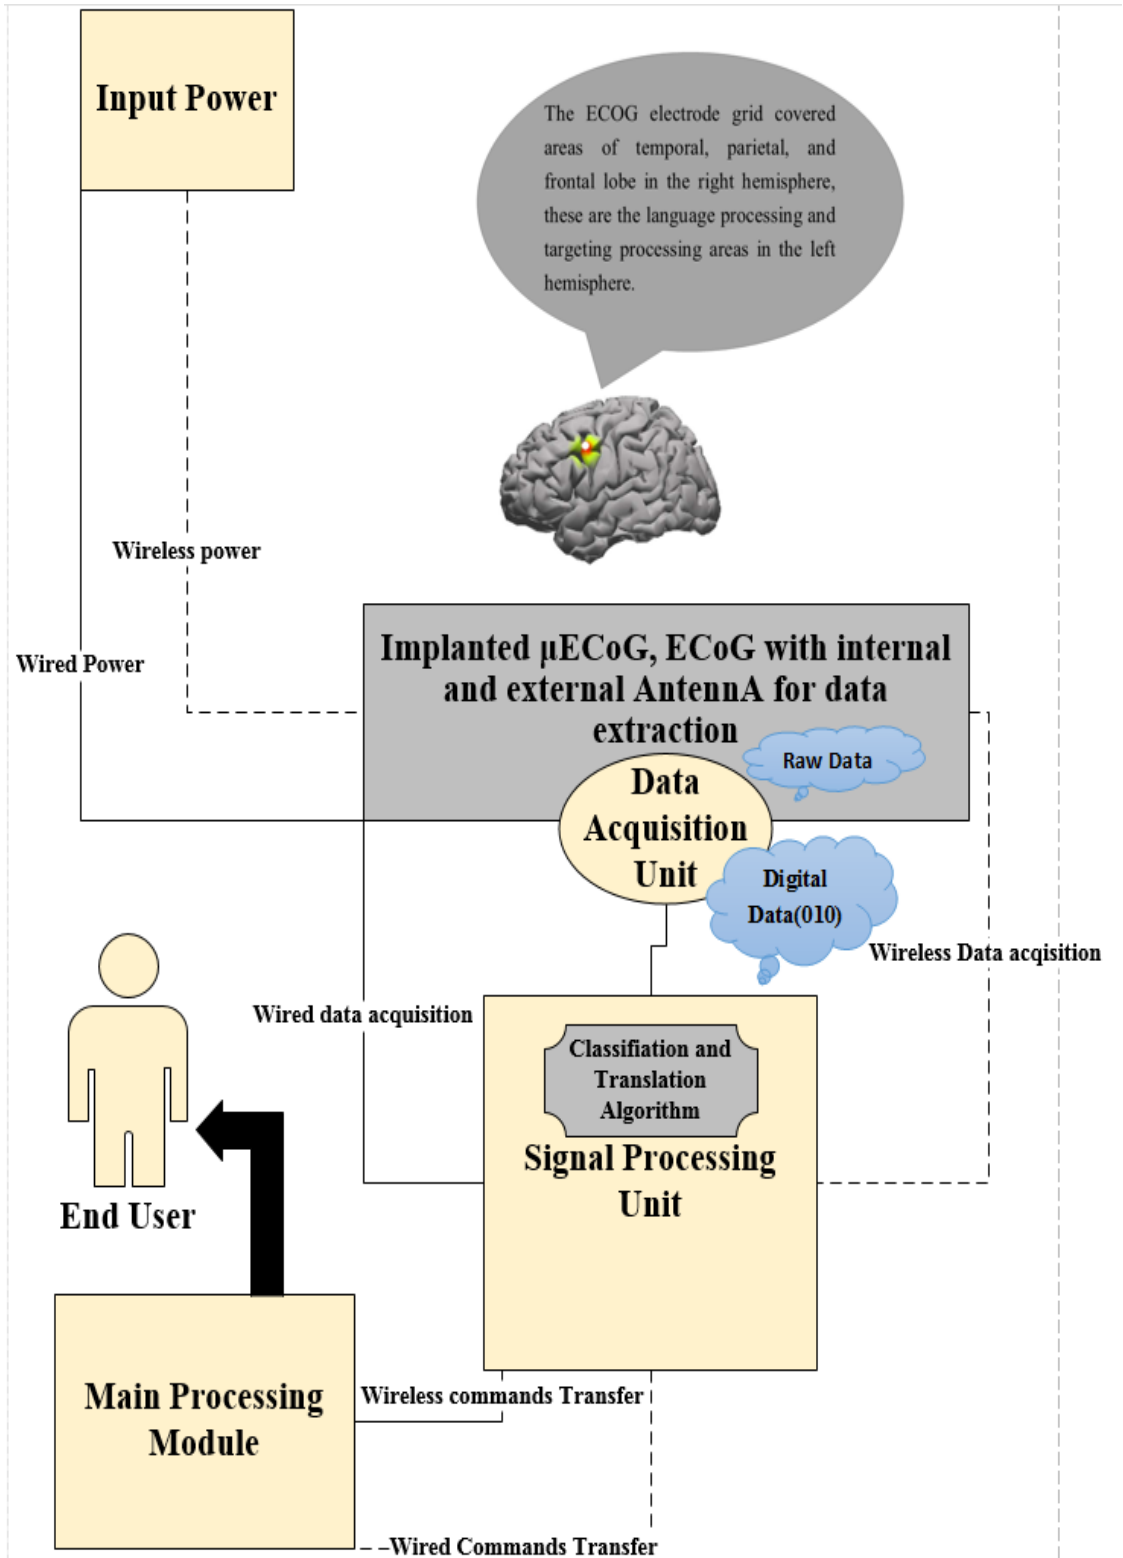 Input Power
The ECOG electrode grid covered
areas of temporal, parietal, and
frontal lobe in the right hemisphere,
these are the language processing and
targeting processing areas in the left
hemisphere.
Wireless power
Wired Power
Implanted μECoG, ECoG with internal
and external AntennA for data
extraction
Raw Data
Data
Acquisition
Unit
Digital
Data(010)
Wireless Data acqisition
Wired data acquisition
Classifiation and
Translation
Algorithm
Signal Processing
Unit
End User
Main Processing
Module
Wireless commands Transfer
Wired Commands Transfer